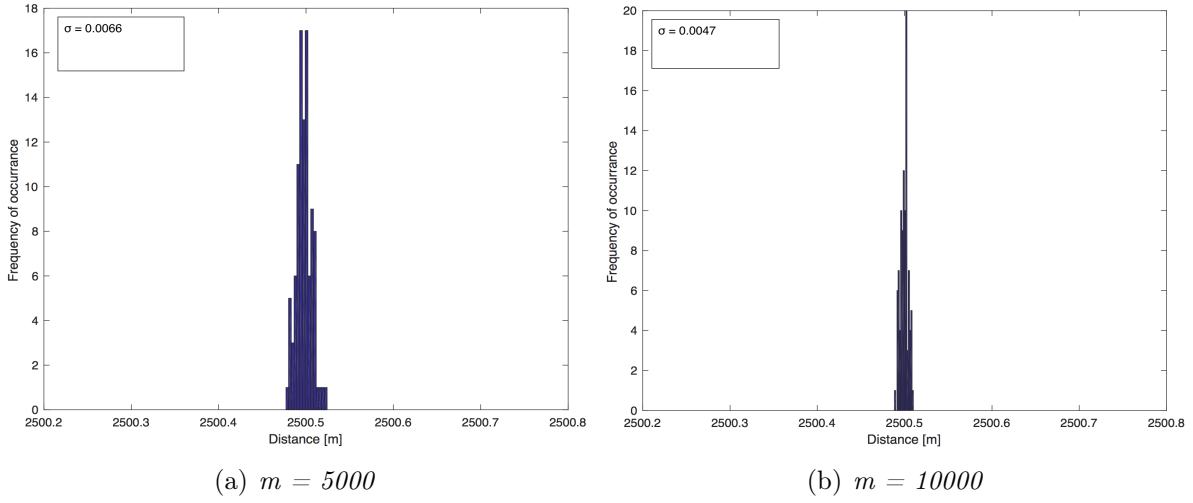 σ = 0.0066
18
16
14
12
10
8
6
4
2
0
Frequency of occurrance
2500.2 2500.3 2500.4 2500.5 2500.6 2500.7 2500.8
Distance [m]
(a) m = 5000
σ = 0.0047
20
18
16
14
12
10
8
6
4
2
0
Frequency of occurrance
2500.2 2500.3 2500.4 2500.5 2500.6 2500.7 2500.8
Distance [m]
(b) m = 10000